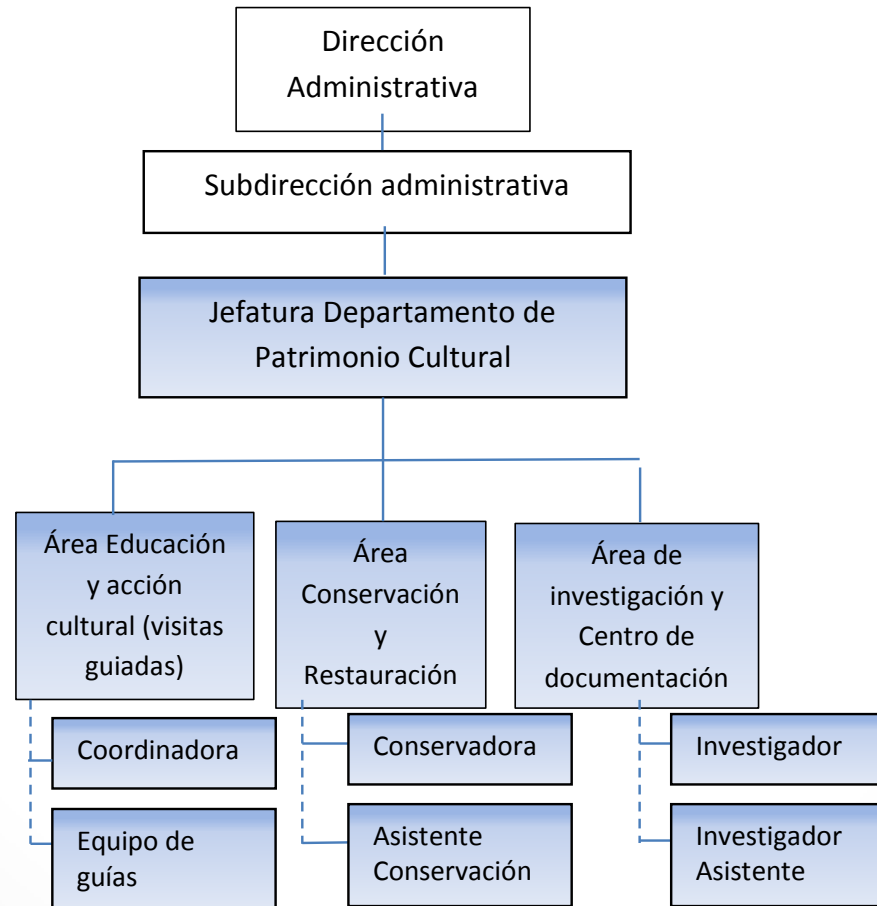 Dirección
Administrativa
Subdirección administrativa
Jefatura Departamento de
Patrimonio Cultural
Área Educación
y acción
cultural (visitas
guiadas)
Área
Conservación
y
Restauración
Área de
investigación y
Centro de
documentación
Coordinadora
Conservadora
Investigador
Equipo de
guías
Asistente
Conservación
Investigador
Asistente